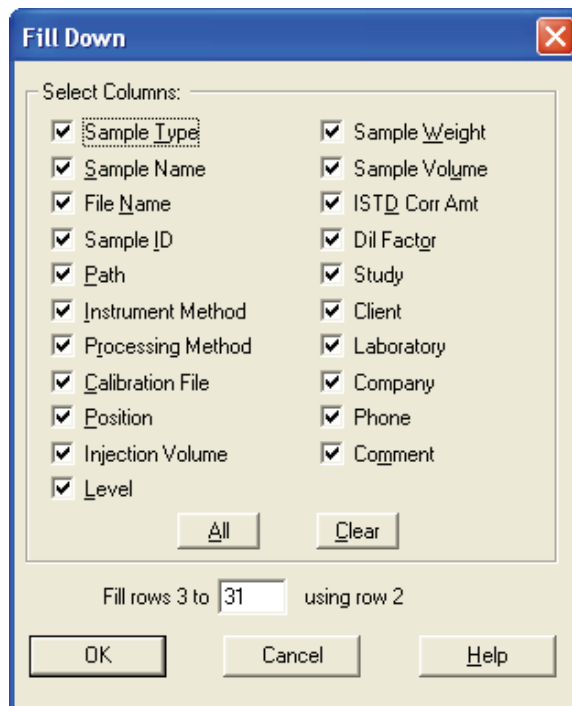 Fill Down
Select Columns:
Sample Type
Sample Name
File Name
Sample ID
Path
Instrument Method
Processing Method
Calibration File
Position
Injection Volume
Level
Sample Weight
Sample Volume
ISTD Corr Amt
Dil Factor
Study
Client
Laboratory
Company
Phone
Comment
All Clear
Fill rows 3 to 31 using row 2
OK Cancel Help